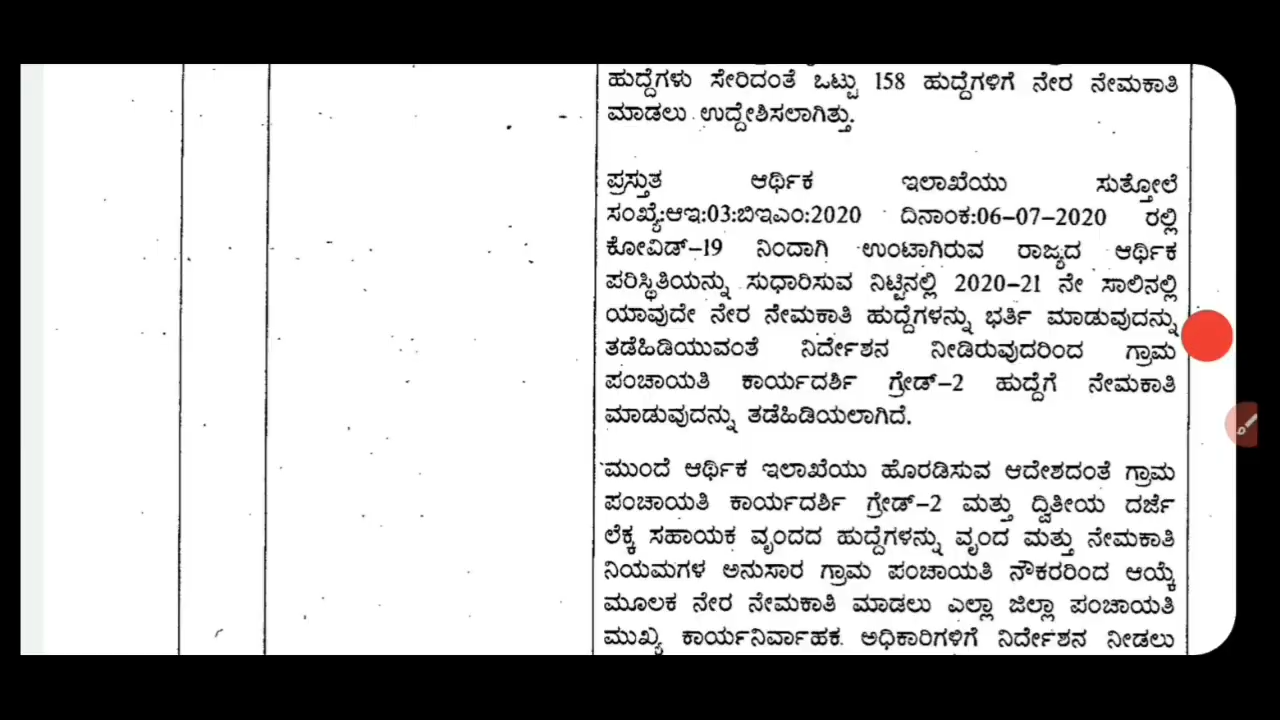 ಹುದ್ದೆಗಳು ಸೇರಿದಂತೆ ಒಟ್ಟು 158 ಹುದ್ದೆಗಳಿಗೆ ನೇರ ನೇಮಕಾತಿ
ಮಾಡಲು ಉದ್ದೇಶಿಸಲಾಗಿತ್ತು.
ಪ್ರಸ್ತುತ ಆರ್ಥಿಕ ಇಲಾಖೆಯು ಸುತ್ತೋಲೆ
ಸಂಖ್ಯೆ:ಆಇ:03:ಬಿಇಎಂ:2020 ದಿನಾಂಕ:06-07-2020 ರಲ್ಲಿ
ಕೋವಿಡ್-19 ನಿಂದಾಗಿ ಉಂಟಾಗಿರುವ ರಾಜ್ಯದ ಆರ್ಥಿಕ
ಪರಿಸ್ಥಿತಿಯನ್ನು ಸುಧಾರಿಸುವ ನಿಟ್ಟಿನಲ್ಲಿ 2020-21 ನೇ ಸಾಲಿನಲ್ಲಿ
ಯಾವುದೇ ನೇರ ನೇಮಕಾತಿ ಹುದ್ದೆಗಳನ್ನು ಭರ್ತಿ ಮಾಡುವುದನ್ನು
ತಡೆಹಿಡಿಯುವಂತೆ ನಿರ್ದೇಶನ ನೀಡಿರುವುದರಿಂದ ಗ್ರಾಮ
ಪಂಚಾಯತಿ ಕಾರ್ಯದರ್ಶಿ ಗ್ರೇಡ್-2 ಹುದ್ದೆಗೆ ನೇಮಕಾತಿ
ಮಾಡುವುದನ್ನು ತಡೆಹಿಡಿಯಲಾಗಿದೆ.
ಮುಂದೆ ಆರ್ಥಿಕ ಇಲಾಖೆಯು ಹೊರಡಿಸುವ ಆದೇಶದಂತೆ ಗ್ರಾಮ
ಪಂಚಾಯತಿ ಕಾರ್ಯದರ್ಶಿ ಗ್ರೇಡ್-2 ಮತ್ತು ದ್ವಿತೀಯ ದರ್ಜೆ
ಲೆಕ್ಕ ಸಹಾಯಕ ವೃಂದದ ಹುದ್ದೆಗಳನ್ನು ವೃಂದ ಮತ್ತು ನೇಮಕಾತಿ
ನಿಯಮಗಳ ಅನುಸಾರ ಗ್ರಾಮ ಪಂಚಾಯತಿ ನೌಕರರಿಂದ ಆಯ್ಕೆ
ಮೂಲಕ ನೇರ ನೇಮಕಾತಿ ಮಾಡಲು ಎಲ್ಲಾ ಜಿಲ್ಲಾ ಪಂಚಾಯತಿ
ಮುಖ್ಯ ಕಾರ್ಯನಿರ್ವಾಹಕ ಅಧಿಕಾರಿಗಳಿಗೆ ನಿರ್ದೇಶನ ನೀಡಲು